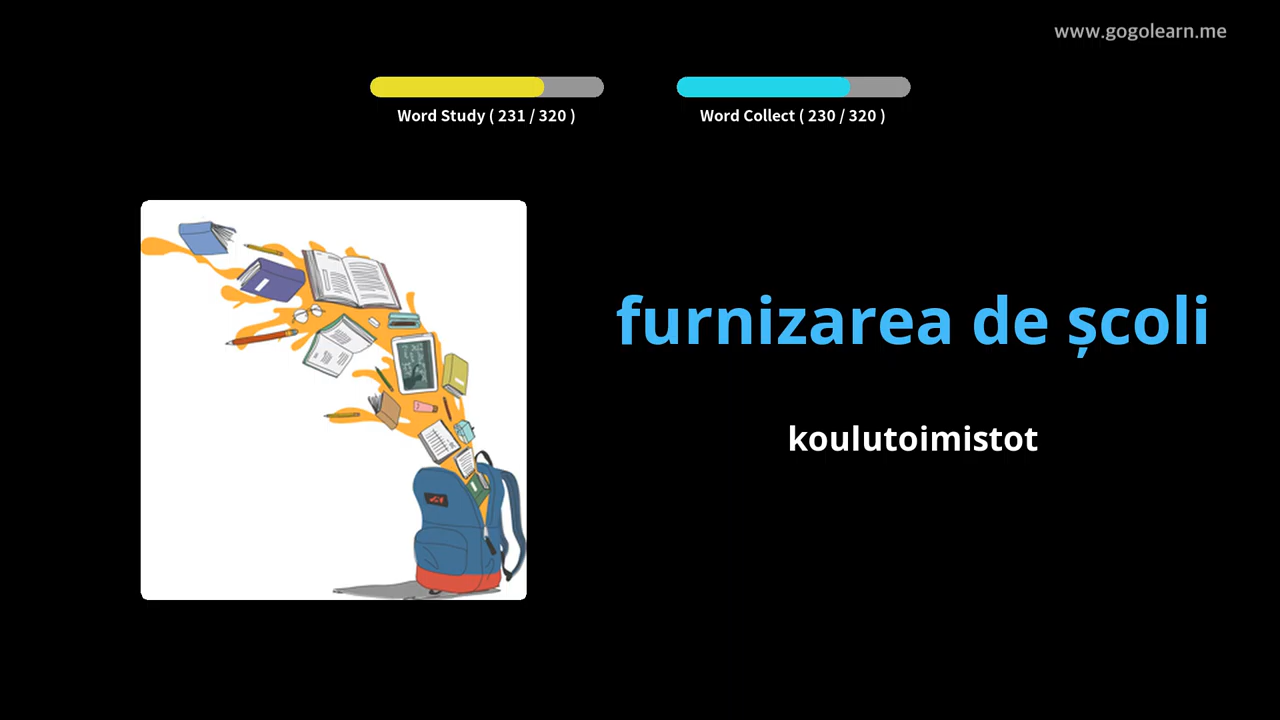 www.gogolearn.me
Word Study ( 231 / 320 )
Word Collect ( 230 / 320 )
furnizarea de școli
koulutoimistot